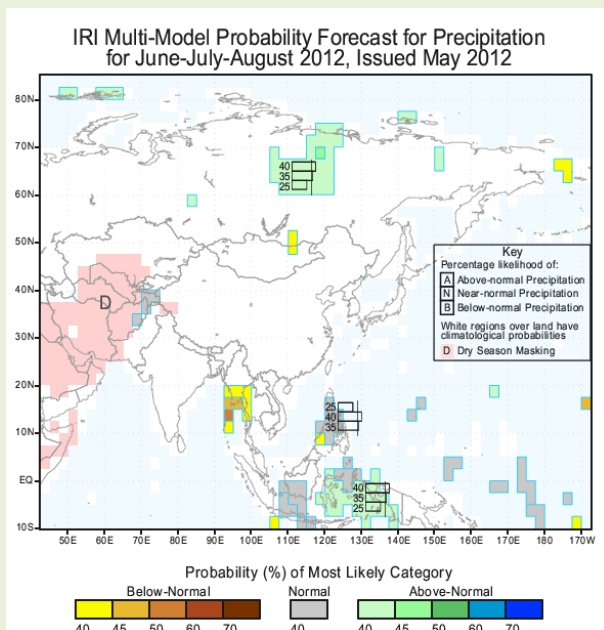 IRI Multi-Model Probability Forecast for Precipitation
for June-July-August 2012, Issued May 2012
80N
70N
40
35
25
60N
50N
Key
Percentage likelihood of:
A Above-normal Precipitation
N Near-normal Precipitation
B Below-normal Precipitation
White regions over land have
climatological probabilities
D Dry Season Masking
40N
D
30N
20N
25
40
35
10N
EQ
40
35
25
10S
50E 60E 70E 80E 90E 100E 110E 120E 130E 140E 150E 160E 170E 180 170W
Probability (%) of Most Likely Category
Below-Normal Normal Above-Normal
40 45 50 60 70 40 40 45 50 60 70